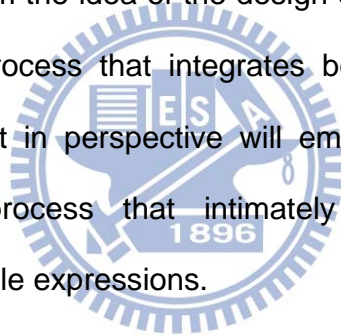 n the idea of the design
rocess that integrates be
t in perspective will em
rocess that intimately
le expressions.
E S A
1896